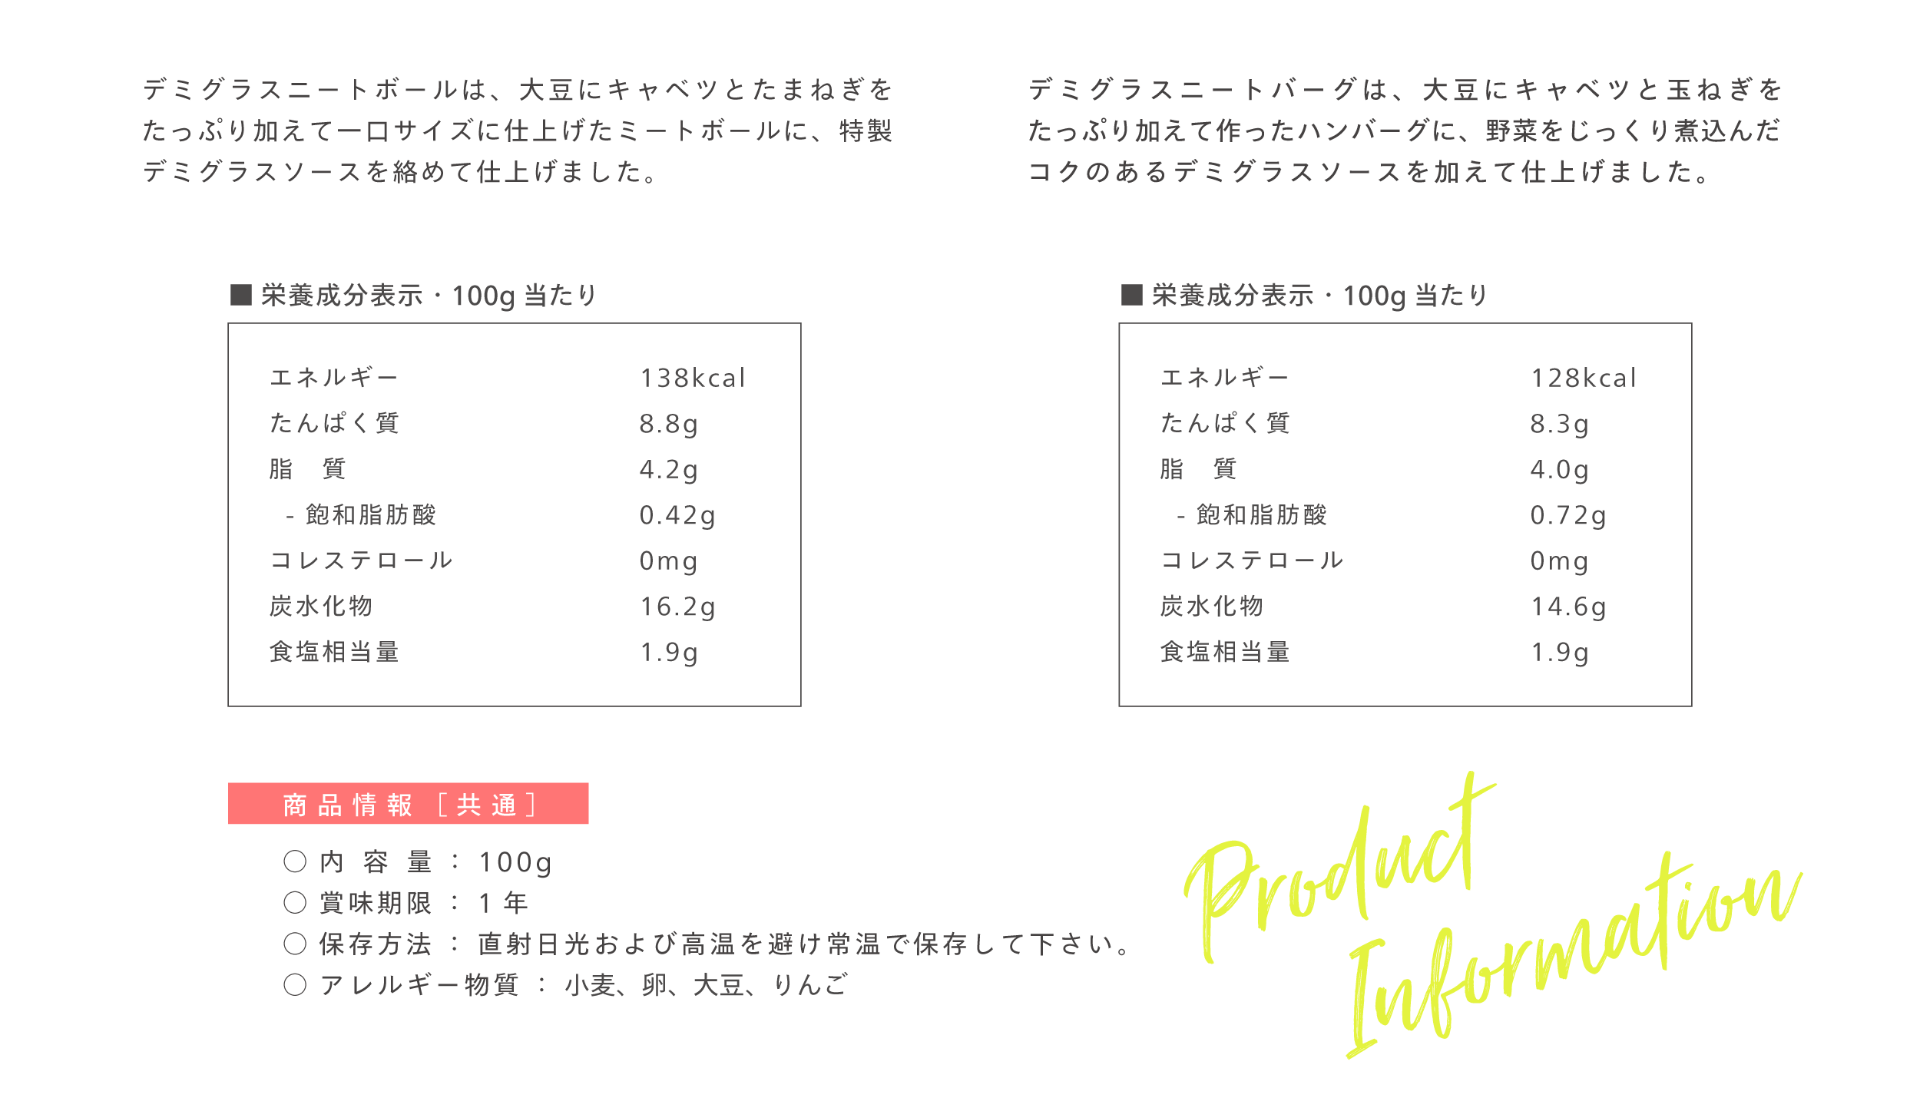 デミグラスニートボールは、大豆にキャベツとたまねぎを
たっぷり加えて一口サイズに仕上げたミートボールに、特製
デミグラスソースを絡めて仕上げました。
デミグラスニートバーグは、大豆にキャベツと玉ねぎを
たっぷり加えて作ったハンバーグに、野菜をじっくり煮込んだ
コクのあるデミグラスソースを加えて仕上げました。
■ 栄養成分表示・100g 当たり
エネルギー 138kcal
たんぱく質 8.8g
脂　質 4.2g
- 飽和脂肪酸 0.42g
コレステロール 0mg
炭水化物 16.2g
食塩相当量 1.9g
■ 栄養成分表示・100g 当たり
エネルギー 128kcal
たんぱく質 8.3g
脂　質 4.0g
- 飽和脂肪酸 0.72g
コレステロール 0mg
炭水化物 14.6g
食塩相当量 1.9g
商品情報［共通］
〇 内 容 量 ： 100g
〇 賞味期限 ： 1 年
〇 保存方法 ： 直射日光および高温を避け常温で保存して下さい。
〇 アレルギー物質 ： 小麦、卵、大豆、りんご
Product
Information